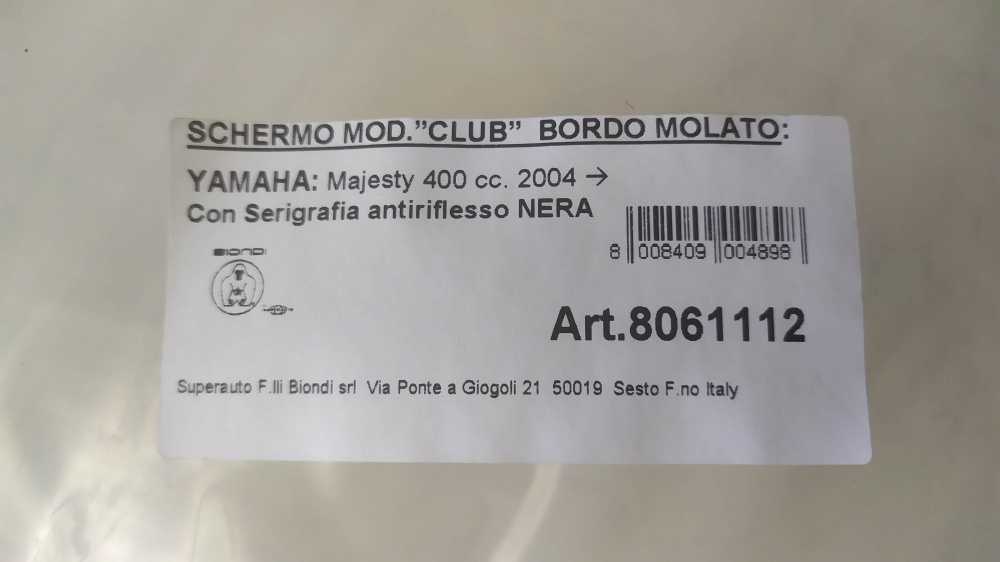 SCHERMO MOD.”CLUB” BORDO MOLATO:
YAMAHA: Majesty 400 cc. 2004 →
Con Serigrafia antiriflesso NERA
8 008409 004898
BIONDI
Art.8061112
Superauto F.lli Biondi srl Via Ponte a Giogoli 21 50019 Sesto F.no Italy